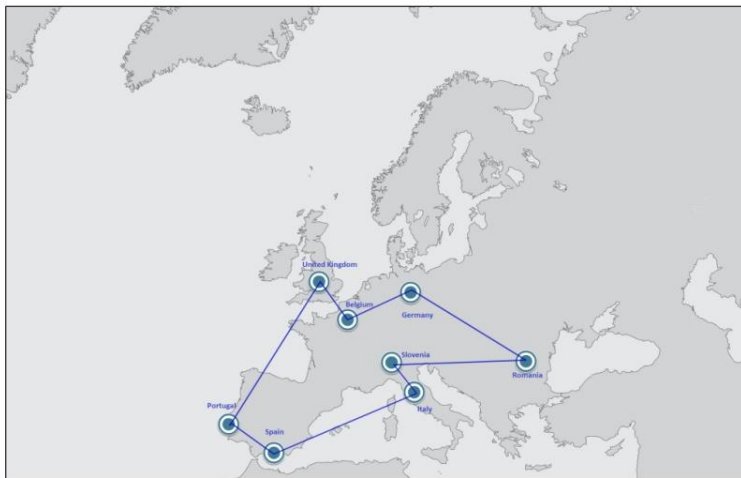 United Kingdom
Belgium
Germany
Slovenia
Romania
Portugal
Italy
Spain